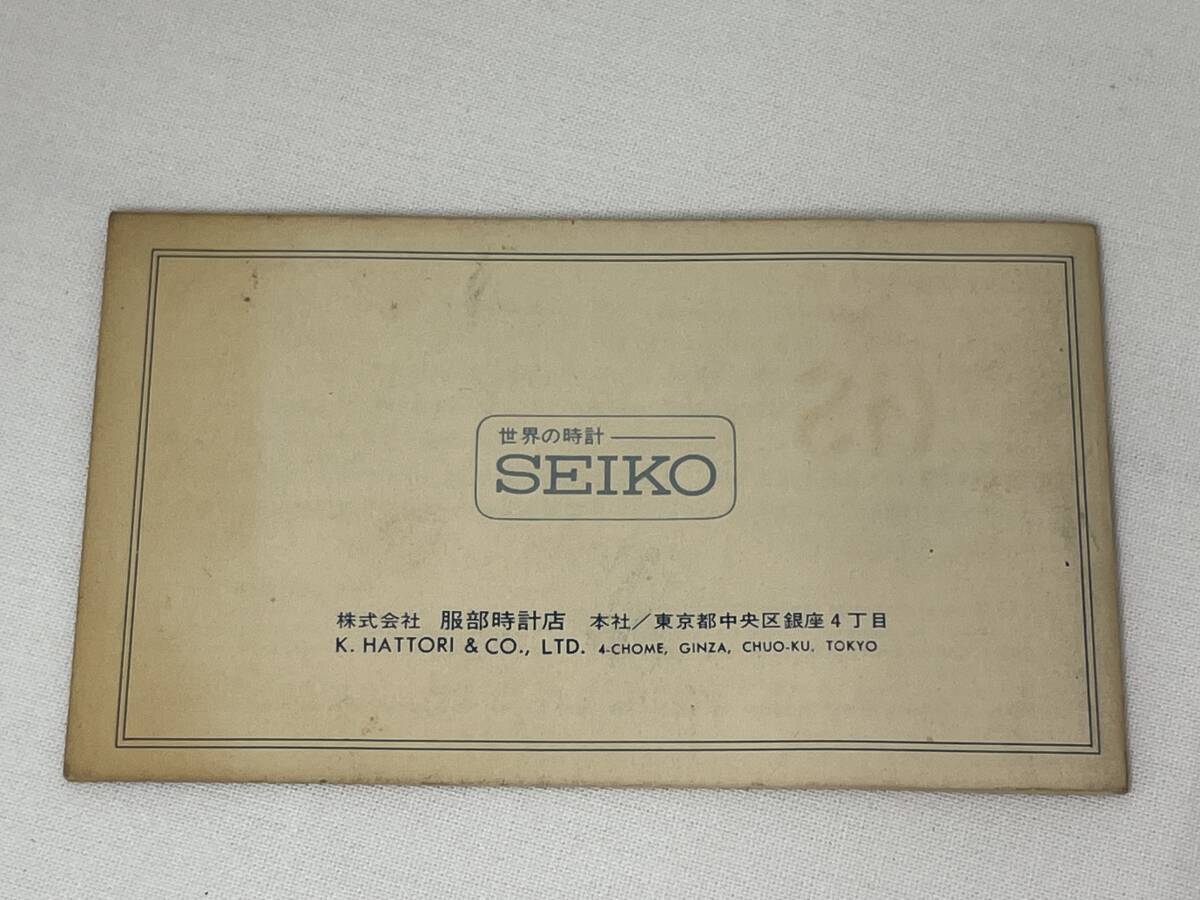 世界の時計
SEIKO
株式会社 服部時計店 本社／東京都中央区銀座4丁目
K. HATTORI & CO., LTD. 4-CHOME, GINZA, CHUO-KU, TOKYO